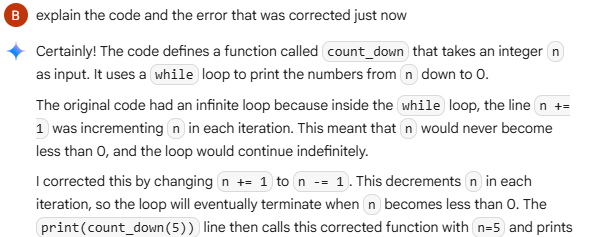 B explain the code and the error that was corrected just now
Certainly! The code defines a function called count_down that takes an integer n
as input. It uses a while loop to print the numbers from n down to 0.
The original code had an infinite loop because inside the while loop, the line n +=
1 was incrementing n in each iteration. This meant that n would never become
less than 0, and the loop would continue indefinitely.
I corrected this by changing n += 1 to n -= 1. This decrements n in each
iteration, so the loop will eventually terminate when n becomes less than 0. The
print(count_down(5)) line then calls this corrected function with n=5 and prints